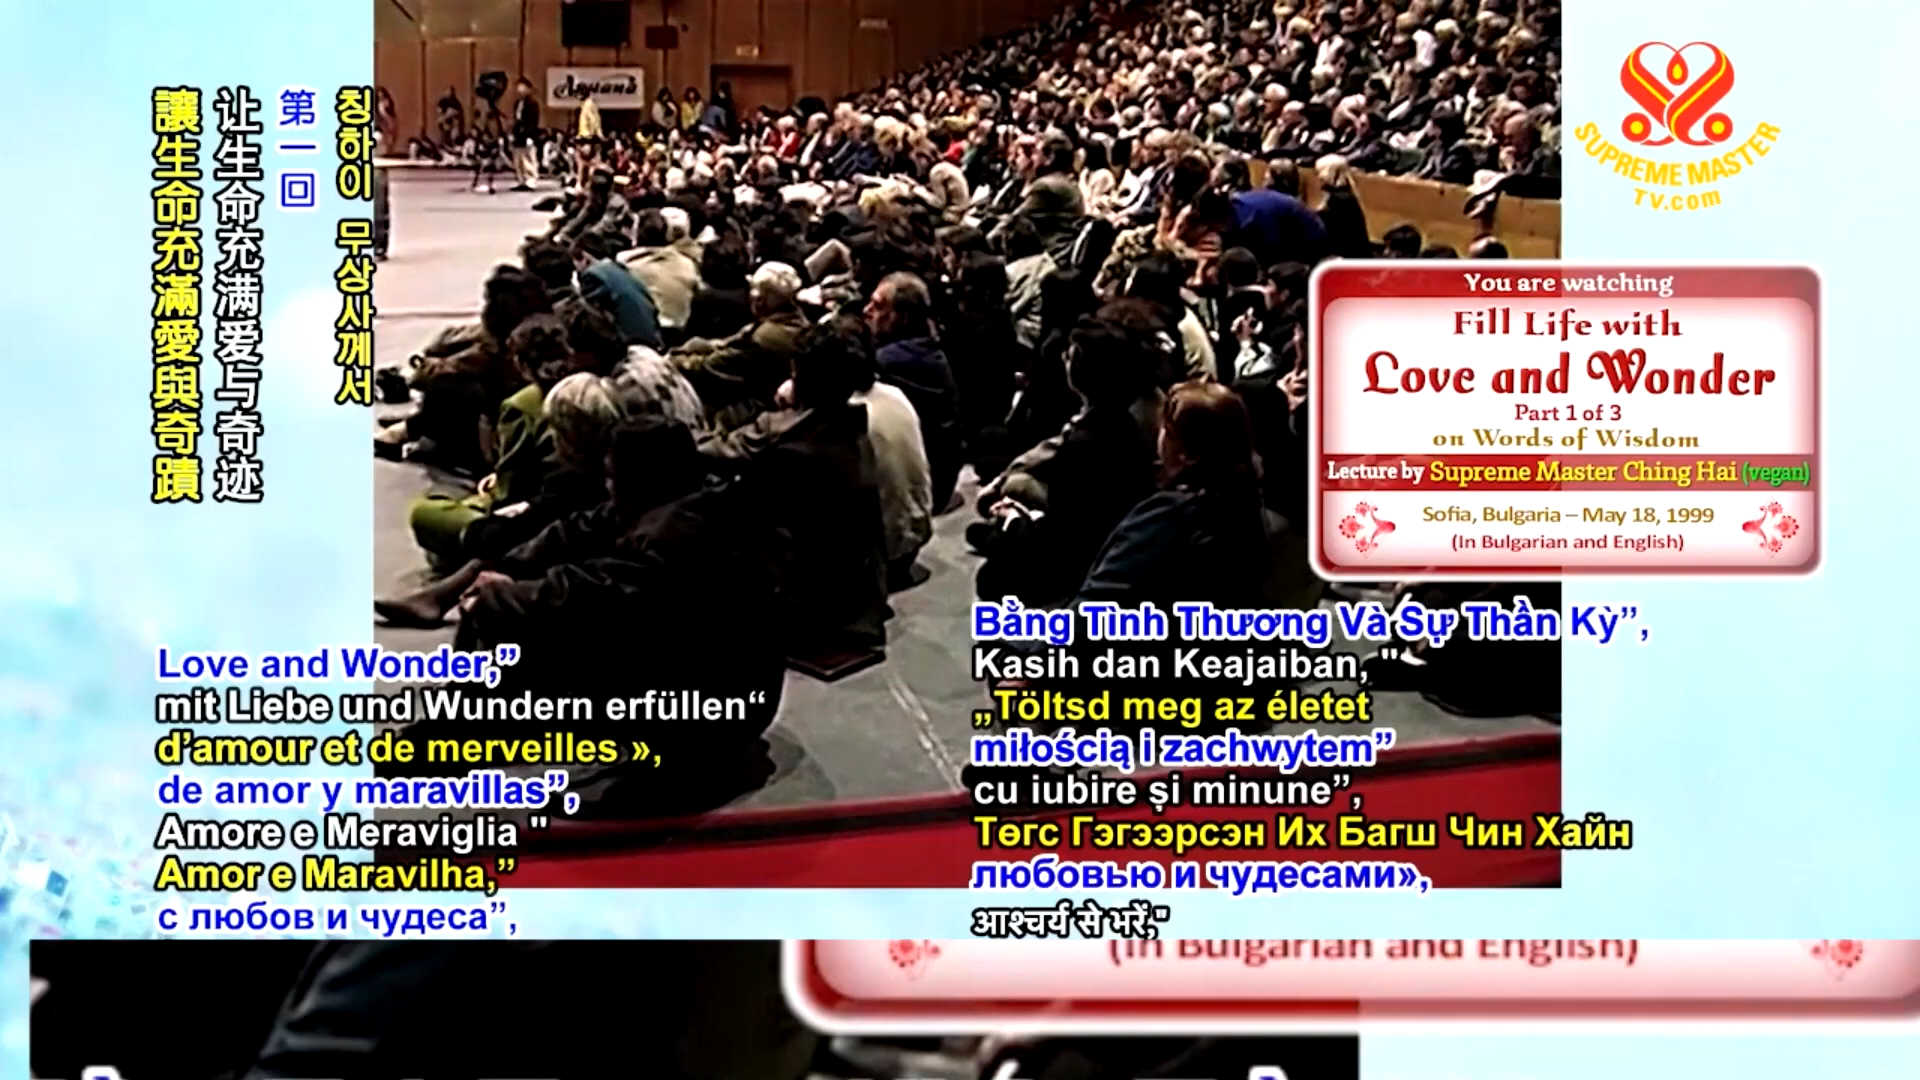 讓生命充滿愛與奇蹟
让生命充满爱与奇迹
第一回
칭하이 무상사께서
SUPREME MASTER
TV.com
You are watching
Fill Life with
Love and Wonder
Part 1 of 3
on Words of Wisdom
Lecture by Supreme Master Ching Hai (vegan)
Sofia, Bulgaria – May 18, 1999
(In Bulgarian and English)
Love and Wonder,”
mit Liebe und Wundern erfüllen“
d’amour et de merveilles »,
de amor y maravillas”,
Amore e Meraviglia "
Amor e Maravilha,”
с любов и чудеса”,
Bằng Tình Thương Và Sự Thần Kỳ”,
Kasih dan Keajaiban, "
„Töltsd meg az életet
miłością i zachwytem”
cu iubire și minune”,
Төгс Гэгээрсэн Их Багш Чин Хайн
любовью и чудесами»,
आश्चर्य से भरें,"
(In Bulgarian and English)